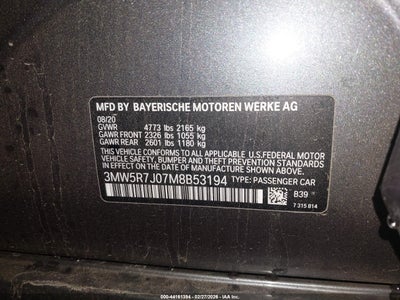 MFD BY BAYERISCHE MOTOREN WERKE AG
08/20
GVWR 4773 lbs 2165 kg
GAWR FRONT 2326 lbs 1055 kg
GAWR REAR 2601 lbs 1180 kg
THIS VEHICLE CONFORMS TO ALL APPLICABLE U.S.FEDERAL MOTOR
VEHICLE SAFETY, BUMPER AND THEFT PREVENTION STANDARDS
IN EFFECT ON THE DATE OF MANUFACTURE SHOWN ABOVE.
3MW5R7J07M8B53194 TYPE: PASSENGER CAR
B39
7 315 814
000-44161384 - 02/27/2026 - IAAI.COM